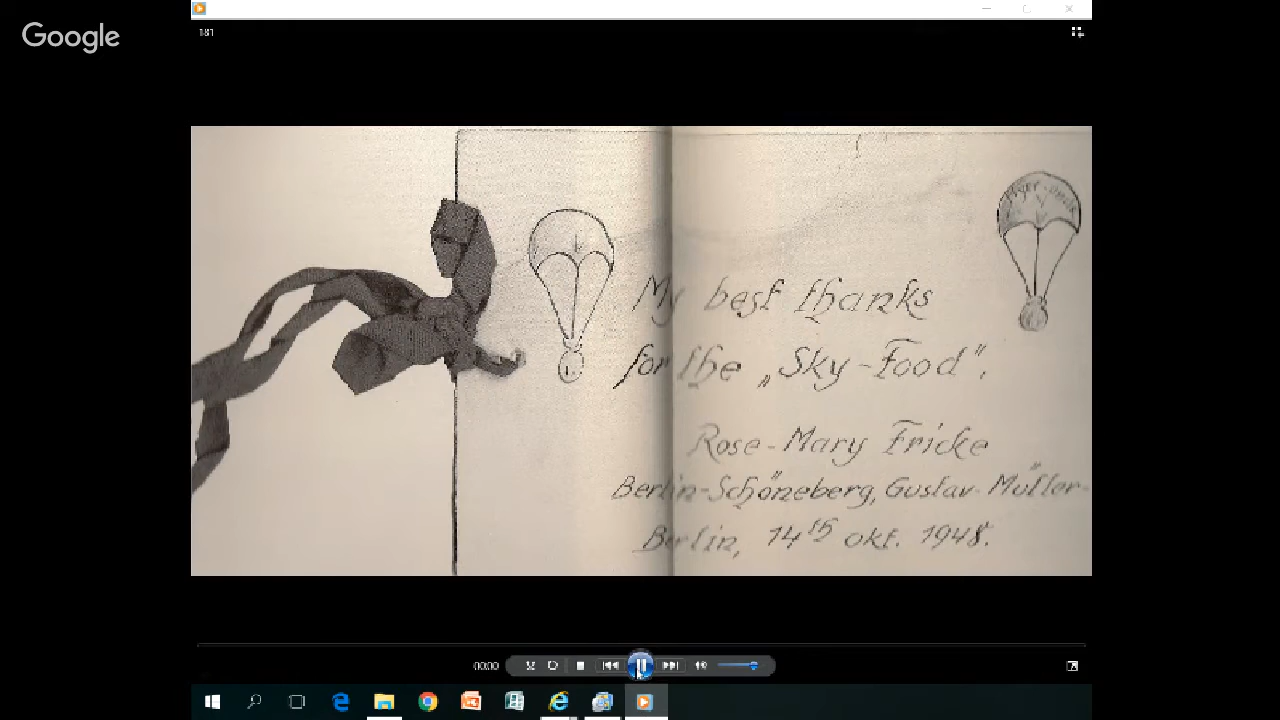 Google
181
My best thanks
for the „Sky-Food".
Rose-Mary Fricke
Berlin-Schöneberg, Gustav-Müller-
Berlin, 14th okt. 1948.
00:00